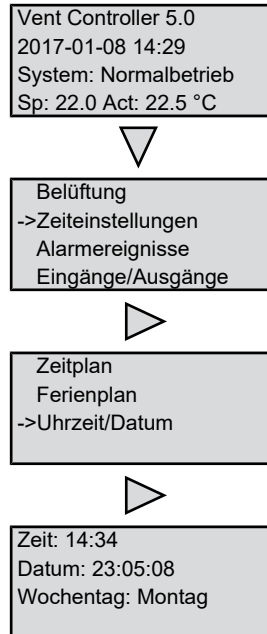 Vent Controller 5.0
2017-01-08 14:29
System: Normalbetrieb
Sp: 22.0 Act: 22.5 °C
Belüftung
->Zeiteinstellungen
Alarmereignisse
Eingänge/Ausgänge
Zeitplan
Ferienplan
->Uhrzeit/Datum
Zeit: 14:34
Datum: 23:05:08
Wochentag: Montag